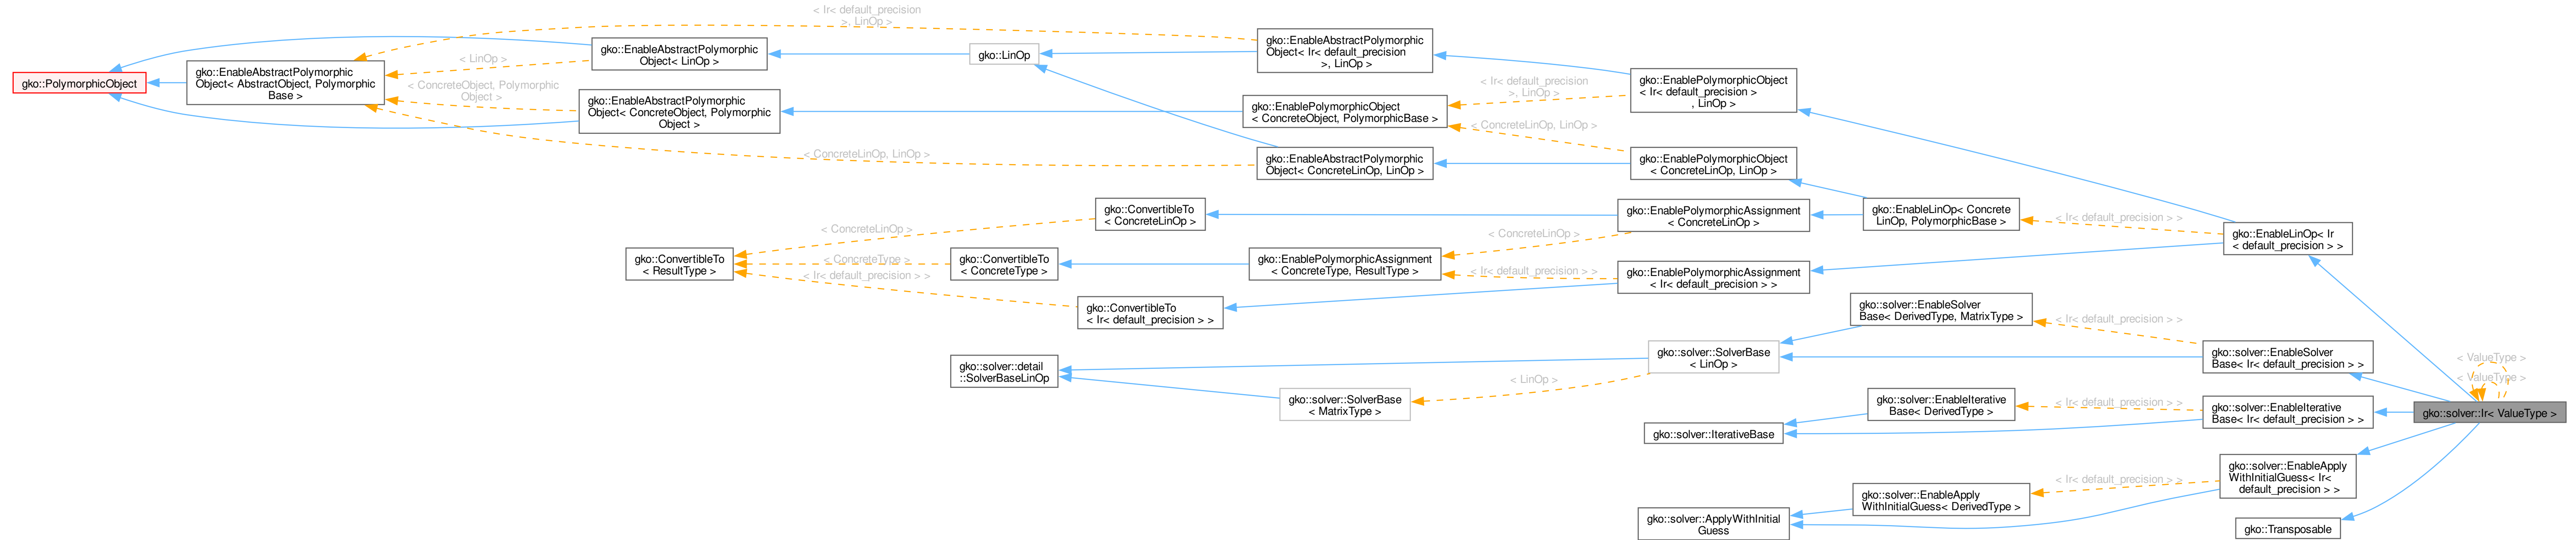 gko::PolymorphicObject
gko::EnableAbstractPolymorphic
Object< AbstractObject, Polymorphic
Base >
< Ir< default_precision
>, LinOp >
< LinOp >
< ConcreteObject, Polymorphic
Object >
gko::EnableAbstractPolymorphic
Object< LinOp >
gko::EnableAbstractPolymorphic
Object< ConcreteObject, Polymorphic
Object >
< ConcreteLinOp, LinOp >
gko::LinOp
gko::EnableAbstractPolymorphic
Object< Ir< default_precision
>, LinOp >
gko::EnablePolymorphicObject
< ConcreteObject, PolymorphicBase >
gko::EnableAbstractPolymorphic
Object< ConcreteLinOp, LinOp >
< Ir< default_precision
>, LinOp >
< ConcreteLinOp, LinOp >
gko::EnablePolymorphicObject
< Ir< default_precision
, LinOp >
gko::EnablePolymorphicObject
< ConcreteLinOp, LinOp >
gko::ConvertibleTo
< ResultType >
< ConcreteLinOp >
< ConcreteType >
< Ir< default_precision > >
gko::ConvertibleTo
< ConcreteLinOp >
gko::ConvertibleTo
< ConcreteType >
gko::ConvertibleTo
< Ir< default_precision > >
gko::EnablePolymorphicAssignment
< ConcreteType, ResultType >
< ConcreteLinOp >
< Ir< default_precision > >
gko::EnablePolymorphicAssignment
< ConcreteLinOp >
gko::EnablePolymorphicAssignment
< Ir< default_precision > >
gko::EnableLinOp< Concrete
LinOp, PolymorphicBase >
< Ir< default_precision > >
gko::EnableLinOp< Ir
< default_precision > >
gko::solver::detail
::SolverBaseLinOp
gko::solver::SolverBase
< MatrixType >
< LinOp >
gko::solver::SolverBase
< LinOp >
gko::solver::EnableSolver
Base< DerivedType, MatrixType >
< Ir< default_precision > >
gko::solver::EnableSolver
Base< Ir< default_precision > >
gko::solver::IterativeBase
gko::solver::EnableIterative
Base< DerivedType >
< Ir< default_precision > >
gko::solver::EnableIterative
Base< Ir< default_precision > >
gko::solver::ApplyWithInitial
Guess
gko::solver::EnableApply
WithInitialGuess< DerivedType >
< Ir< default_precision > >
gko::solver::EnableApply
WithInitialGuess< Ir<
default_precision > >
gko::Transposable
< ValueType >
< ValueType >
gko::solver::Ir< ValueType >